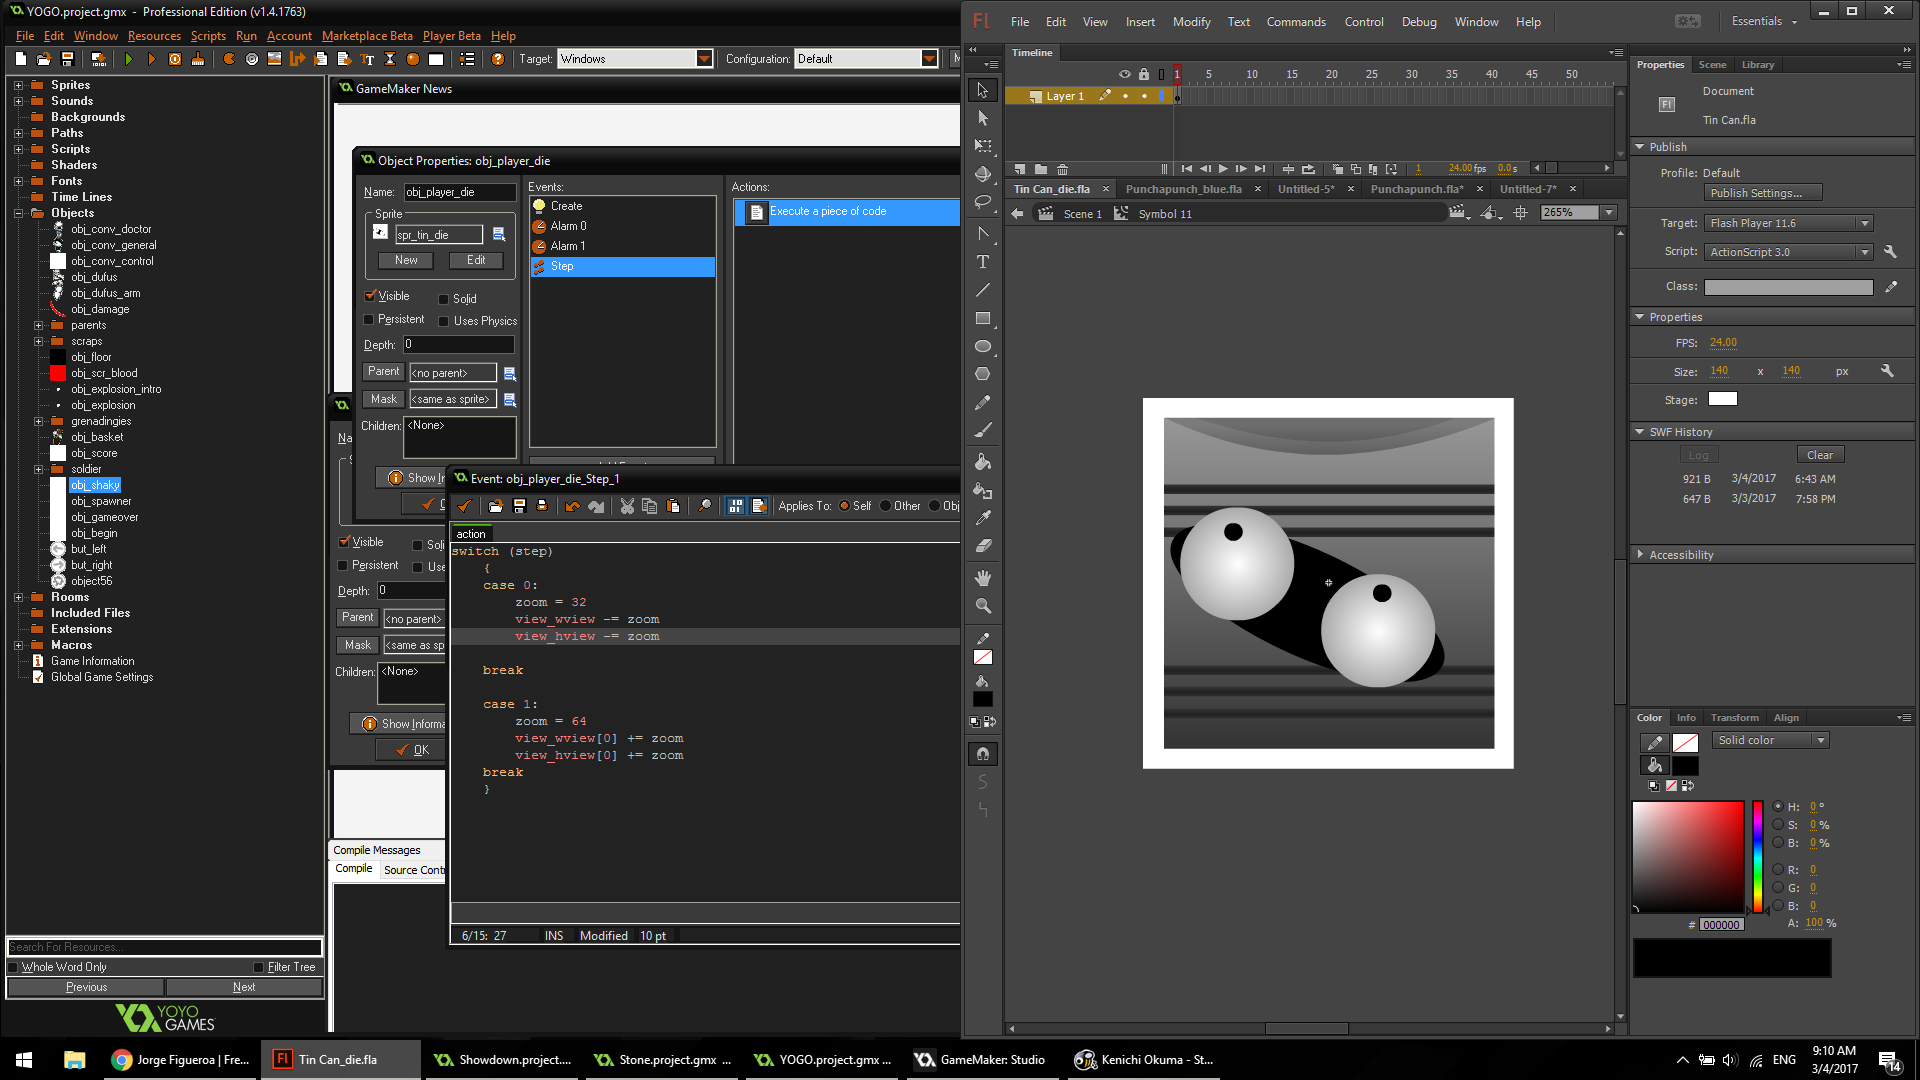 YOGO.project.gmx - Professional Edition (v1.4.1763)
File Edit Window Resources Scripts Run Account Marketplace Beta Player Beta Help
Target: Windows Configuration: Default
Sprites
Sounds
Backgrounds
Paths
Scripts
Shaders
Fonts
Time Lines
Objects
obj_conv_doctor
obj_conv_general
obj_conv_control
obj_dufus
obj_dufus_arm
obj_damage
parents
scraps
obj_floor
obj_scr_blood
obj_explosion_intro
obj_explosion
grenadingies
obj_basket
obj_score
soldier
obj_shaky
obj_spawner
obj_gameover
obj_begin
but_left
but_right
object56
Rooms
Included Files
Extensions
Macros
Game Information
Global Game Settings
Search For Resources...
Whole Word Only Filter Tree
Previous Next
YOYO GAMES
GameMaker News
Object Properties: obj_player_die
Name: obj_player_die
Sprite
spr_tin_die
New Edit
Visible Solid
Persistent Uses Physics
Depth: 0
Parent <no parent>
Mask <same as sprite>
Children: <None>
Show In
Events:
Create
Alarm 0
Alarm 1
Step
Actions:
Execute a piece of code
Na
Visible Soli
Persistent Use
Depth: 0
Parent <no parent>
Mask <same as sp
Children: <None>
Show Informa
OK
Compile Messages
Compile Source Contr
Event: obj_player_die_Step_1
Applies To: Self Other Obj
action
switch (step)
{
case 0:
zoom = 32
view_wview -= zoom
view_hview -= zoom
break
case 1:
zoom = 64
view_wview[0] += zoom
view_hview[0] += zoom
break
}
6/15: 27 INS Modified 10 pt
Fl File Edit View Insert Modify Text Commands Control Debug Window Help Essentials
Timeline
1 5 10 15 20 25 30 35 40 45 50
Layer 1
1 24.00 fps 0.0 s
Tin Can_die.fla × Punchapunch_blue.fla × Untitled-5* × Punchapunch.fla* × Untitled-7* ×
Scene 1 Symbol 11 265%
Properties Scene Library
Document
Fl
Tin Can.fla
Publish
Profile: Default
Publish Settings...
Target: Flash Player 11.6
Script: ActionScript 3.0
Class:
Properties
FPS: 24.00
Size: 140 x 140 px
Stage:
SWF History
Log Clear
921 B 3/4/2017 6:43 AM
647 B 3/3/2017 7:58 PM
Accessibility
Color Info Transform Align
Solid color
H: 0 °
S: 0 %
B: 0 %
R: 0
G: 0
B: 0
# 000000 A: 100 %
Jorge Figueroa | Fre... Fl Tin Can_die.fla Showdown.project.... Stone.project.gmx ... YOGO.project.gmx ... GameMaker: Studio Kenichi Okuma - St...
ENG 9:10 AM
3/4/2017
14